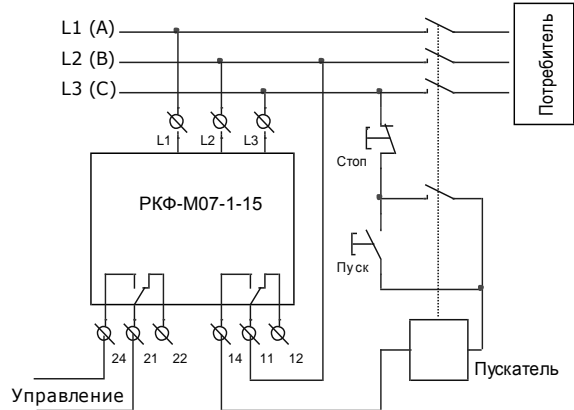 L1 (A)
L2 (B)
L3 (C)
Потребитель
L1
L2
L3
Стоп
РКФ-М07-1-15
Пуск
24
21
22
14
11
12
Управление
Пускатель